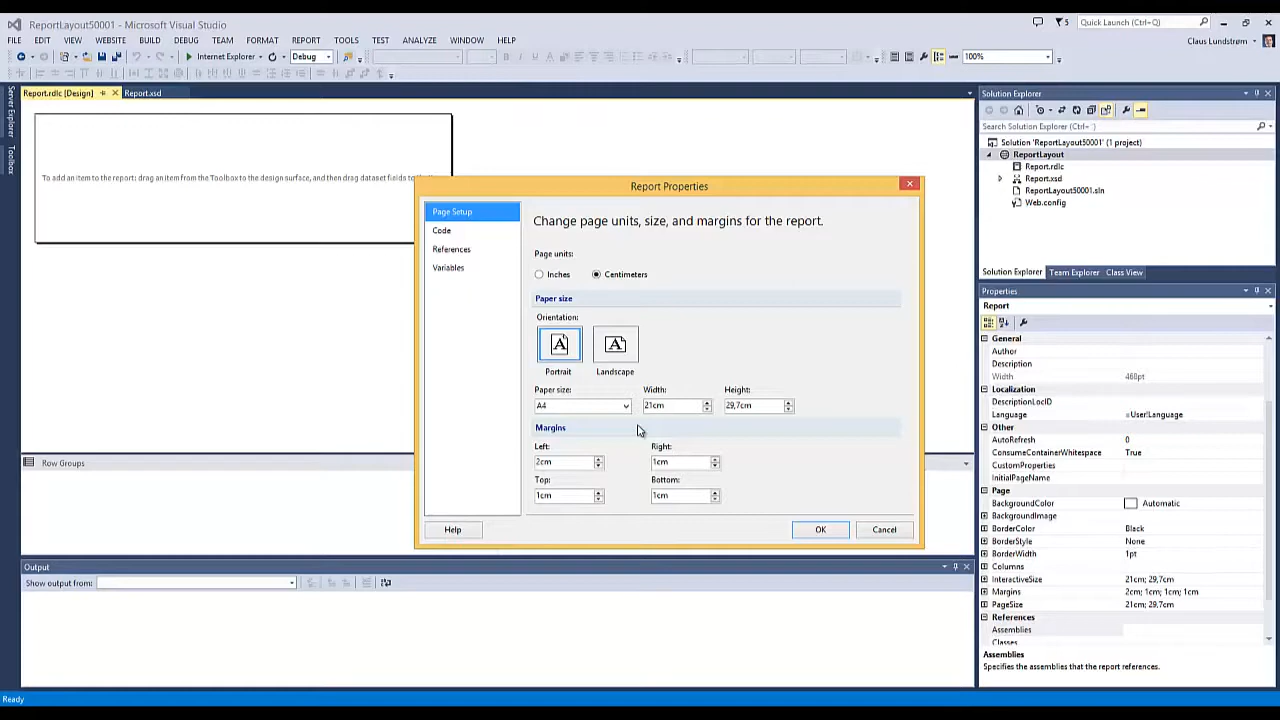 ReportLayout50001 - Microsoft Visual Studio
5
Quick Launch (Ctrl+Q)
FILE EDIT VIEW WEBSITE BUILD DEBUG TEAM FORMAT REPORT TOOLS TEST ANALYZE WINDOW HELP
Claus Lundstrøm
Internet Explorer
Debug
100%
Server Explorer
Toolbox
Report.rdlc [Design]
Report.xsd
To add an item to the report: drag an item from the Toolbox to the design surface, and then drag dataset fields to
Report Properties
Page Setup
Code
References
Variables
Change page units, size, and margins for the report.
Page units:
Inches
Centimeters
Paper size
Orientation:
A
A
Portrait
Landscape
Paper size:
Width:
Height:
A4
21cm
29,7cm
Margins
Left:
Right:
2cm
1cm
Top:
Bottom:
1cm
1cm
Help
OK
Cancel
Row Groups
Output
Show output from:
Ready
Solution Explorer
Search Solution Explorer (Ctrl+¨)
Solution 'ReportLayout50001' (1 project)
ReportLayout
Report.rdlc
Report.xsd
ReportLayout50001.sln
Web.config
Solution Explorer Team Explorer Class View
Properties
Report
General
Author
Description
Width 468pt
Localization
DescriptionLocID
Language =User!Language
Other
AutoRefresh 0
ConsumeContainerWhitespace True
CustomProperties
InitialPageName
Page
BackgroundColor Automatic
BackgroundImage
BorderColor Black
BorderStyle None
BorderWidth 1pt
Columns
InteractiveSize 21cm; 29,7cm
Margins 2cm; 1cm; 1cm; 1cm
PageSize 21cm; 29,7cm
References
Assemblies
Classes
Assemblies
Specifies the assemblies that the report references.